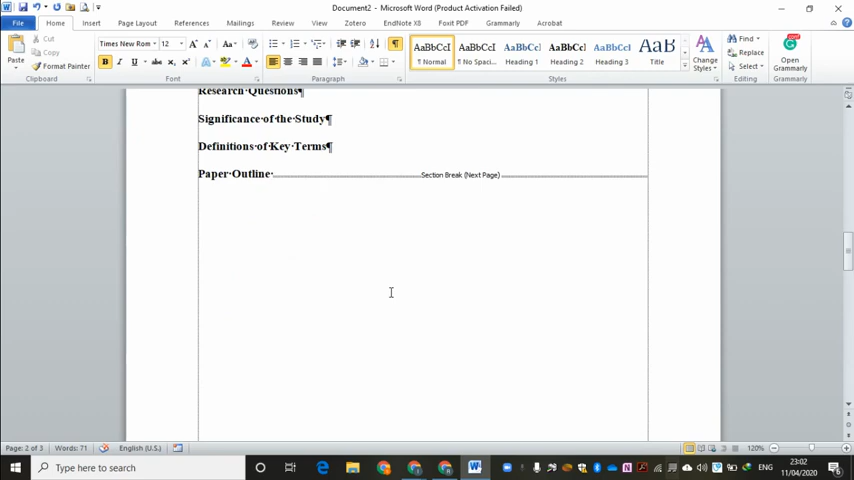 Document2 - Microsoft Word (Product Activation Failed)
File Home Insert Page Layout References Mailings Review View Zotero EndNote X8 Foxit PDF Grammarly Acrobat
Paste Cut Copy Format Painter
Times New Rom 12 Aa
B I U abc
AaBbCcI ¶ Normal
AaBbCcI ¶ No Spaci...
AaBbCc Heading 1
AaBbCc Heading 2
AaBbCcI Heading 3
AaB Title
Change Styles
Find Replace Select
Open Grammarly
Clipboard Font Paragraph Styles Editing Grammarly
Research·Questions¶
Significance·of·the·Study¶
Definitions·of·Key·Terms¶
Paper·Outline· Section Break (Next Page)
Page: 2 of 3 Words: 71 English (U.S.) 120%
Type here to search
ENG 23:02 11/04/2020